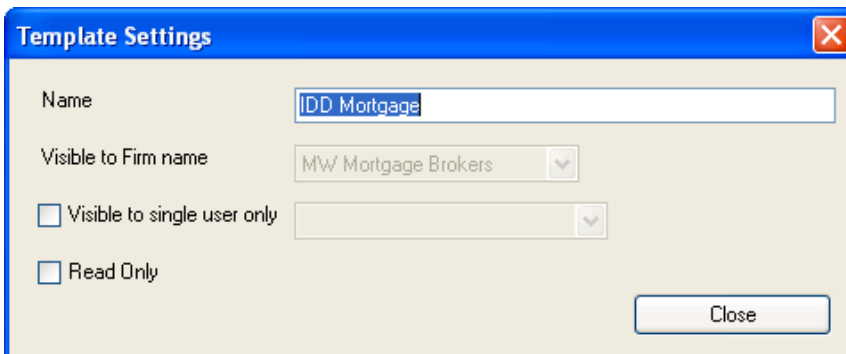 Template Settings
Name
IDD Mortgage
Visible to Firm name
MW Mortgage Brokers
Visible to single user only
Read Only
Close